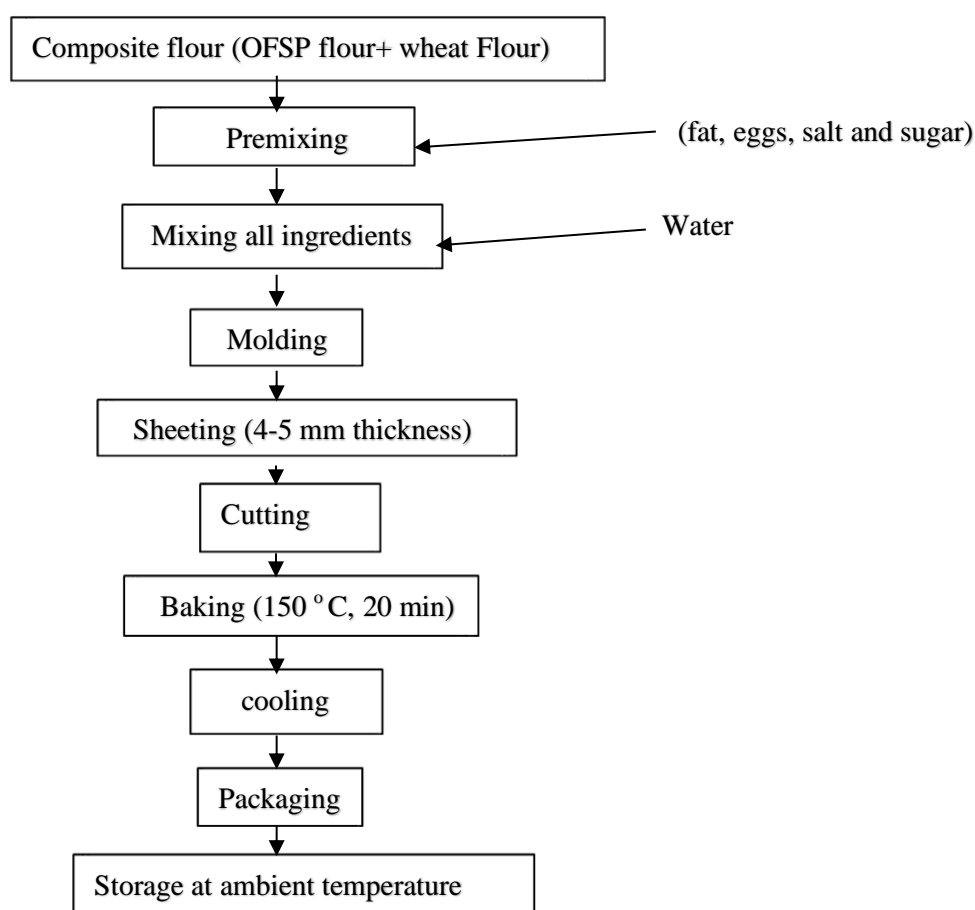 Composite flour (OFSP flour+ wheat Flour)
Premixing
(fat, eggs, salt and sugar)
Mixing all ingredients
Water
Molding
Sheeting (4-5 mm thickness)
Cutting
Baking (150 °C, 20 min)
cooling
Packaging
Storage at ambient temperature